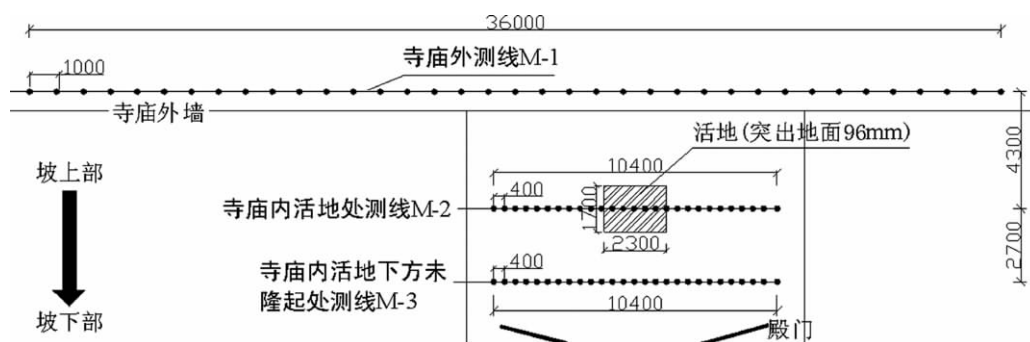 36000
寺庙外测线M-1
1000
寺庙外墙
活地(突出地面96mm)
4300
坡上部
10400
400
寺庙内活地处测线M-2
1700
2300
2700
寺庙内活地下方未
隆起处测线M-3
400
10400
坡下部
殿门